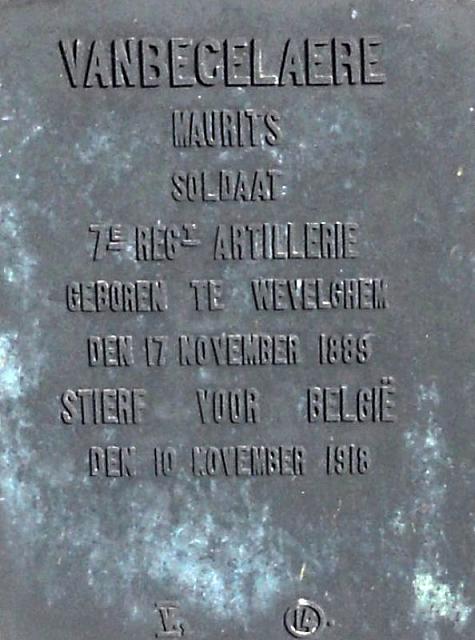 VANBECELAERE
MAURITS
SOLDAAT
7E REGT ARTILLERIE
GEBOREN TE WEVELGHEM
DEN 17 NOVEMBER 1889
STIERF VOOR BELGIË
DEN 10 NOVEMBER 1918
V. L4.